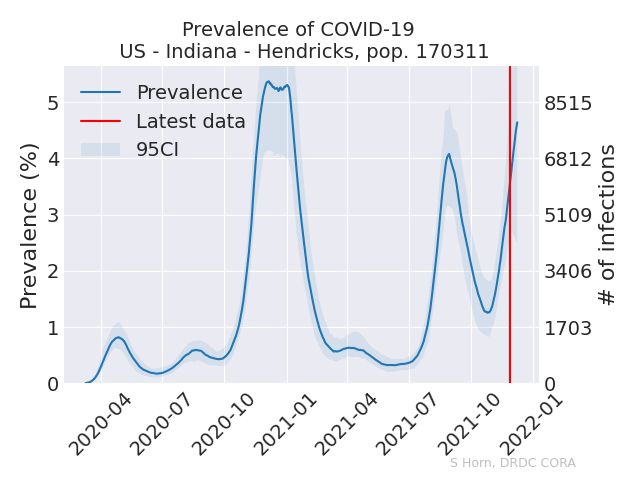 Prevalence of COVID-19
US - Indiana - Hendricks, pop. 170311
Prevalence
Latest data
95CI
Prevalence (%)
5
4
3
2
1
0
# of infections
8515
6812
5109
3406
1703
0
2020-04
2020-07
2020-10
2021-01
2021-04
2021-07
2021-10
2022-01
S Horn, DRDC CORA